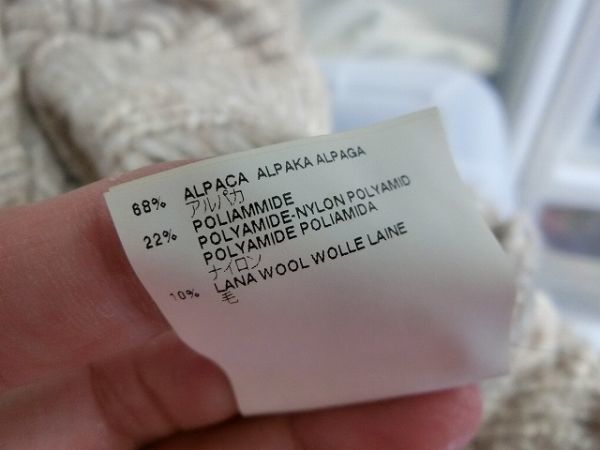 68% ALPACA ALPAKA ALPAGA
アルパカ
22% POLIAMMIDE
POLYAMIDE-NYLON POLYAMID
POLYAMIDE POLIAMIDA
ナイロン
10% LANA WOOL WOLLE LAINE
毛